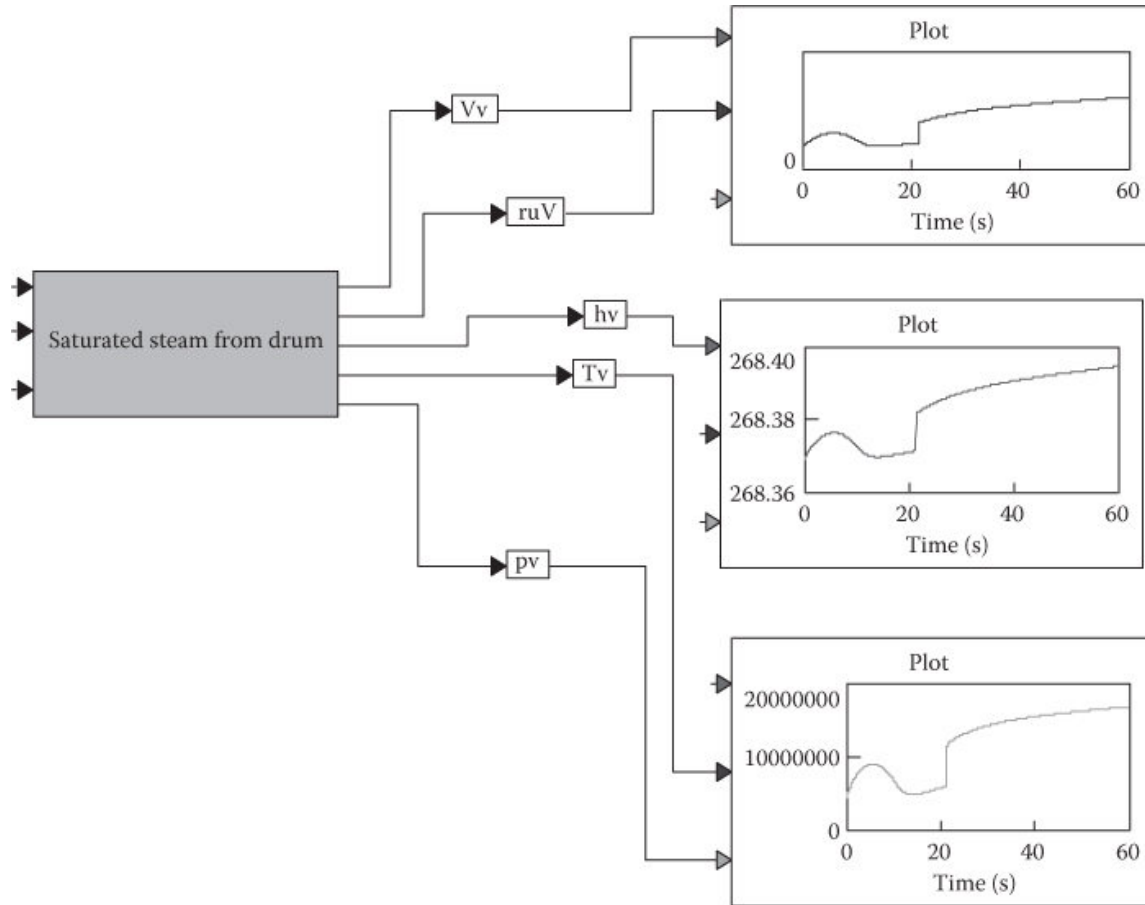 Plot
Vv
0
0 20 40 60
Time (s)
ruV
Saturated steam from drum
hv
Tv
Plot
268.40
268.38
268.36
0 20 40 60
Time (s)
pv
Plot
20000000
10000000
0
0 20 40 60
Time (s)